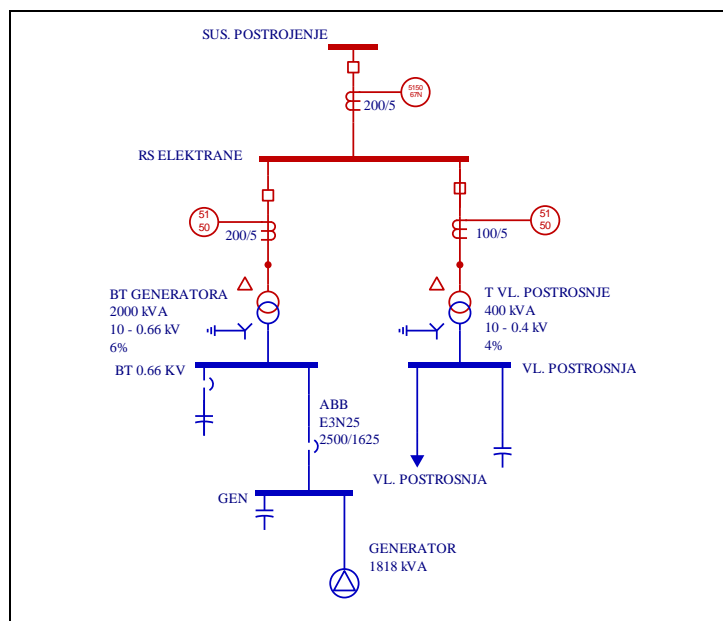 SUS. POSTROJENJE
5150
67N
200/5
RS ELEKTRANE
51
50
200/5
51
50
100/5
BT GENERATORA
2000 kVA
10 - 0.66 kV
6%
T VL. POSTROSNJE
400 kVA
10 - 0.4 kV
4%
BT 0.66 KV
VL. POSTROSNJA
ABB
E3N25
2500/1625
VL. POSTROSNJA
GEN
GENERATOR
1818 kVA